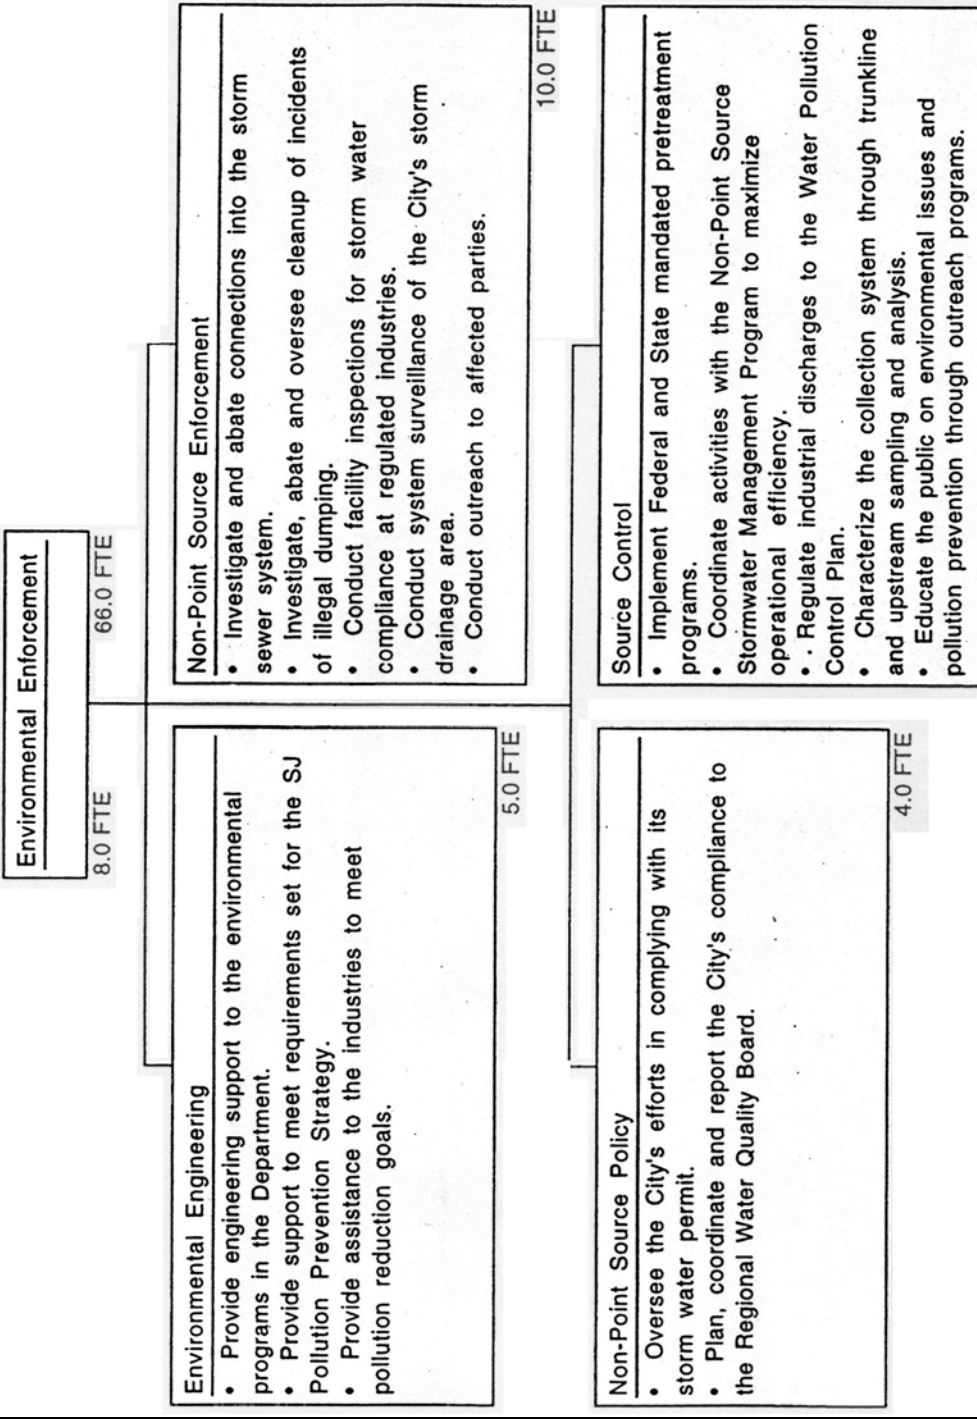 Environmental Enforcement
8.0 FTE
66.0 FTE
Environmental Engineering
• Provide engineering support to the environmental
programs in the Department.
• Provide support to meet requirements set for the SJ
Pollution Prevention Strategy.
• Provide assistance to the industries to meet
pollution reduction goals.
5.0 FTE
Non-Point Source Enforcement
• Investigate and abate connections into the storm
sewer system.
• Investigate, abate and oversee cleanup of incidents
of illegal dumping.
• Conduct facility inspections for storm water
compliance at regulated industries.
• Conduct system surveillance of the City's storm
drainage area.
• Conduct outreach to affected parties.
10.0 FTE
Non-Point Source Policy
• Oversee the City's efforts in complying with its
storm water permit.
• Plan, coordinate and report the City's compliance to
the Regional Water Quality Board.
4.0 FTE
Source Control
• Implement Federal and State mandated pretreatment
programs.
• Coordinate activities with the Non-Point Source
Stormwater Management Program to maximize
operational efficiency.
• . Regulate industrial discharges to the Water Pollution
Control Plan.
• Characterize the collection system through trunkline
and upstream sampling and analysis.
• Educate the public on environmental issues and
pollution prevention through outreach programs.